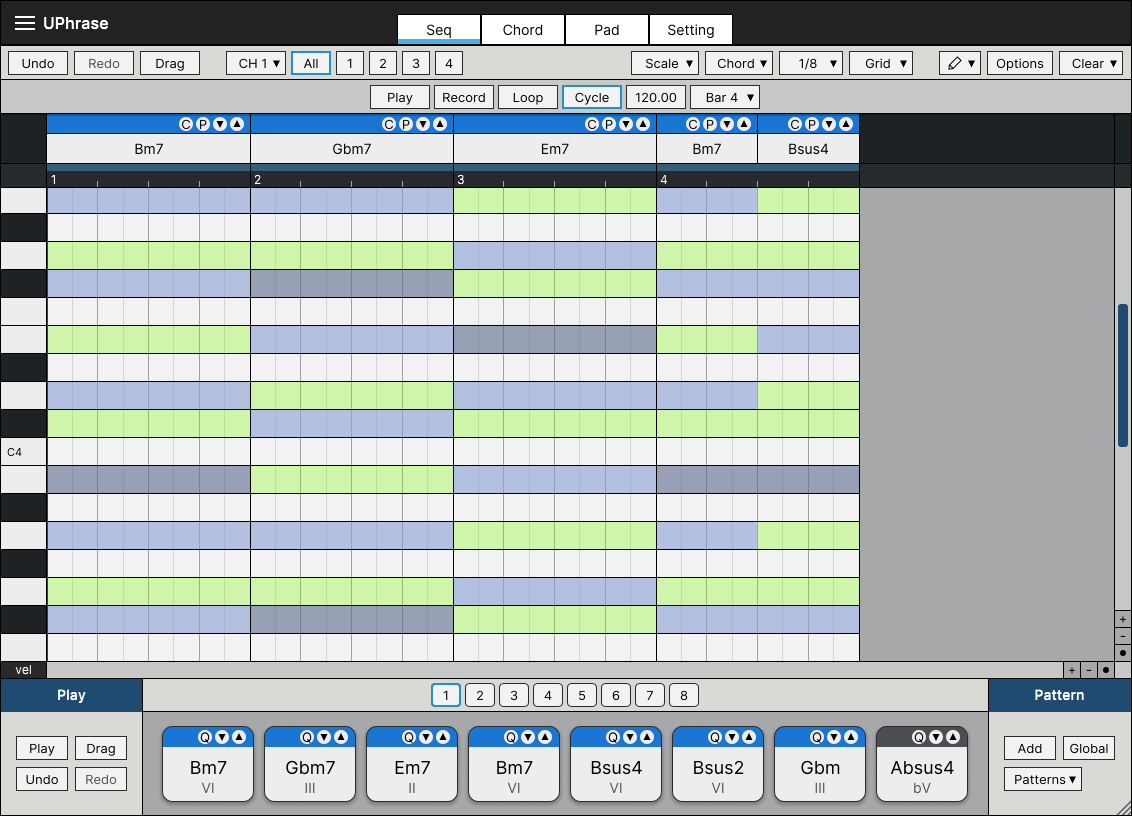 UPhrase
Seq Chord Pad Setting
Undo Redo Drag CH 1 ▾ All 1 2 3 4 Scale ▾ Chord ▾ 1/8 ▾ Grid ▾ ▾ Options Clear ▾
Play Record Loop Cycle 120.00 Bar 4 ▾
C P ▼ ▲ C P ▼ ▲ C P ▼ ▲ C P ▼ ▲ C P ▼ ▲
Bm7 Gbm7 Em7 Bm7 Bsus4
1 2 3 4
C4
+
-
●
vel + - ●
Play 1 2 3 4 5 6 7 8 Pattern
Q ▼ ▲ Q ▼ ▲ Q ▼ ▲ Q ▼ ▲ Q ▼ ▲ Q ▼ ▲ Q ▼ ▲ Q ▼ ▲
Play Drag Bm7 Gbm7 Em7 Bm7 Bsus4 Bsus2 Gbm Absus4 Add Global
Undo Redo VI III II VI VI VI III bV Patterns ▾